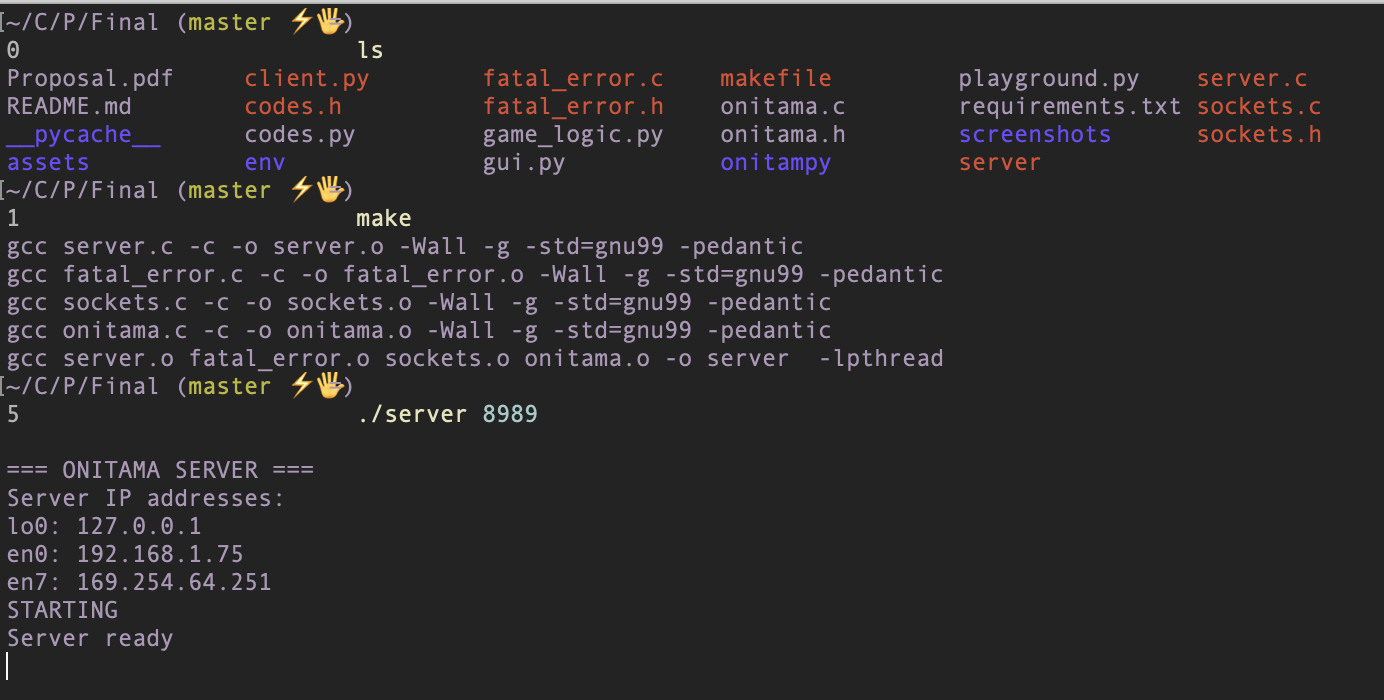 [~/C/P/Final (master ⚡🖐)
0 ls
Proposal.pdf client.py fatal_error.c makefile playground.py server.c
README.md codes.h fatal_error.h onitama.c requirements.txt sockets.c
__pycache__ codes.py game_logic.py onitama.h screenshots sockets.h
assets env gui.py onitampy server
[~/C/P/Final (master ⚡🖐)
1 make
gcc server.c -c -o server.o -Wall -g -std=gnu99 -pedantic
gcc fatal_error.c -c -o fatal_error.o -Wall -g -std=gnu99 -pedantic
gcc sockets.c -c -o sockets.o -Wall -g -std=gnu99 -pedantic
gcc onitama.c -c -o onitama.o -Wall -g -std=gnu99 -pedantic
gcc server.o fatal_error.o sockets.o onitama.o -o server  -lpthread
[~/C/P/Final (master ⚡🖐)
5 ./server 8989
=== ONITAMA SERVER ===
Server IP addresses:
lo0: 127.0.0.1
en0: 192.168.1.75
en7: 169.254.64.251
STARTING
Server ready